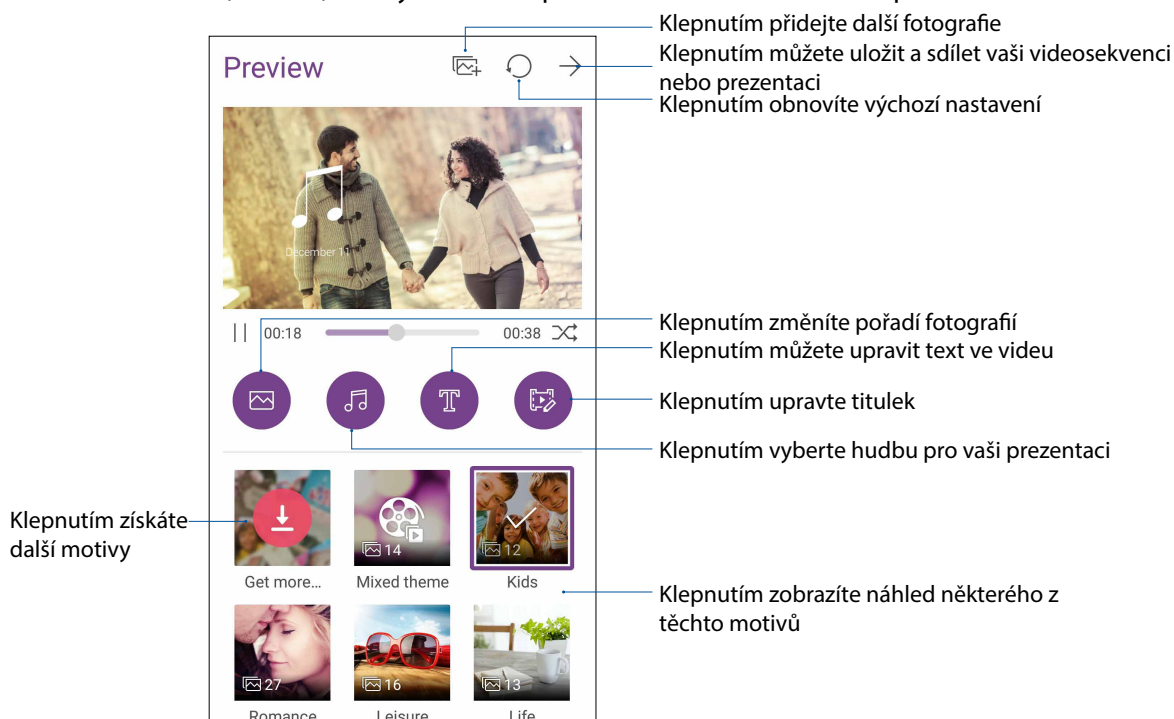 Klepnutím přidejte další fotografie
Klepnutím můžete uložit a sdílet vaši videosekvenci
nebo prezentaci
Klepnutím obnovíte výchozí nastavení
Preview
December 11
00:18
00:38
Klepnutím změníte pořadí fotografií
Klepnutím můžete upravit text ve videu
T
Klepnutím upravte titulek
Klepnutím vyberte hudbu pro vaši prezentaci
Klepnutím získáte
další motivy
14
12
Get more...
Mixed theme
Kids
Klepnutím zobrazíte náhled některého z
těchto motivů
27
16
13
Romance
Leisure
Life